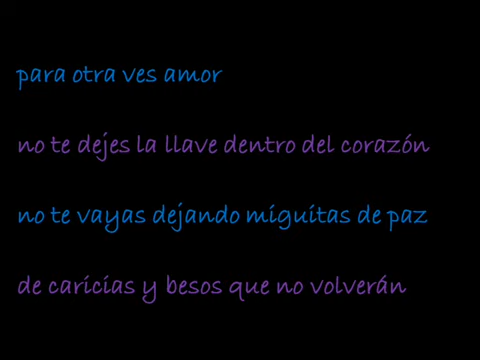 para otra ves amor
no te dejes la llave dentro del corazón
no te vayas dejando miguitas de paz
de caricias y besos que no volverán